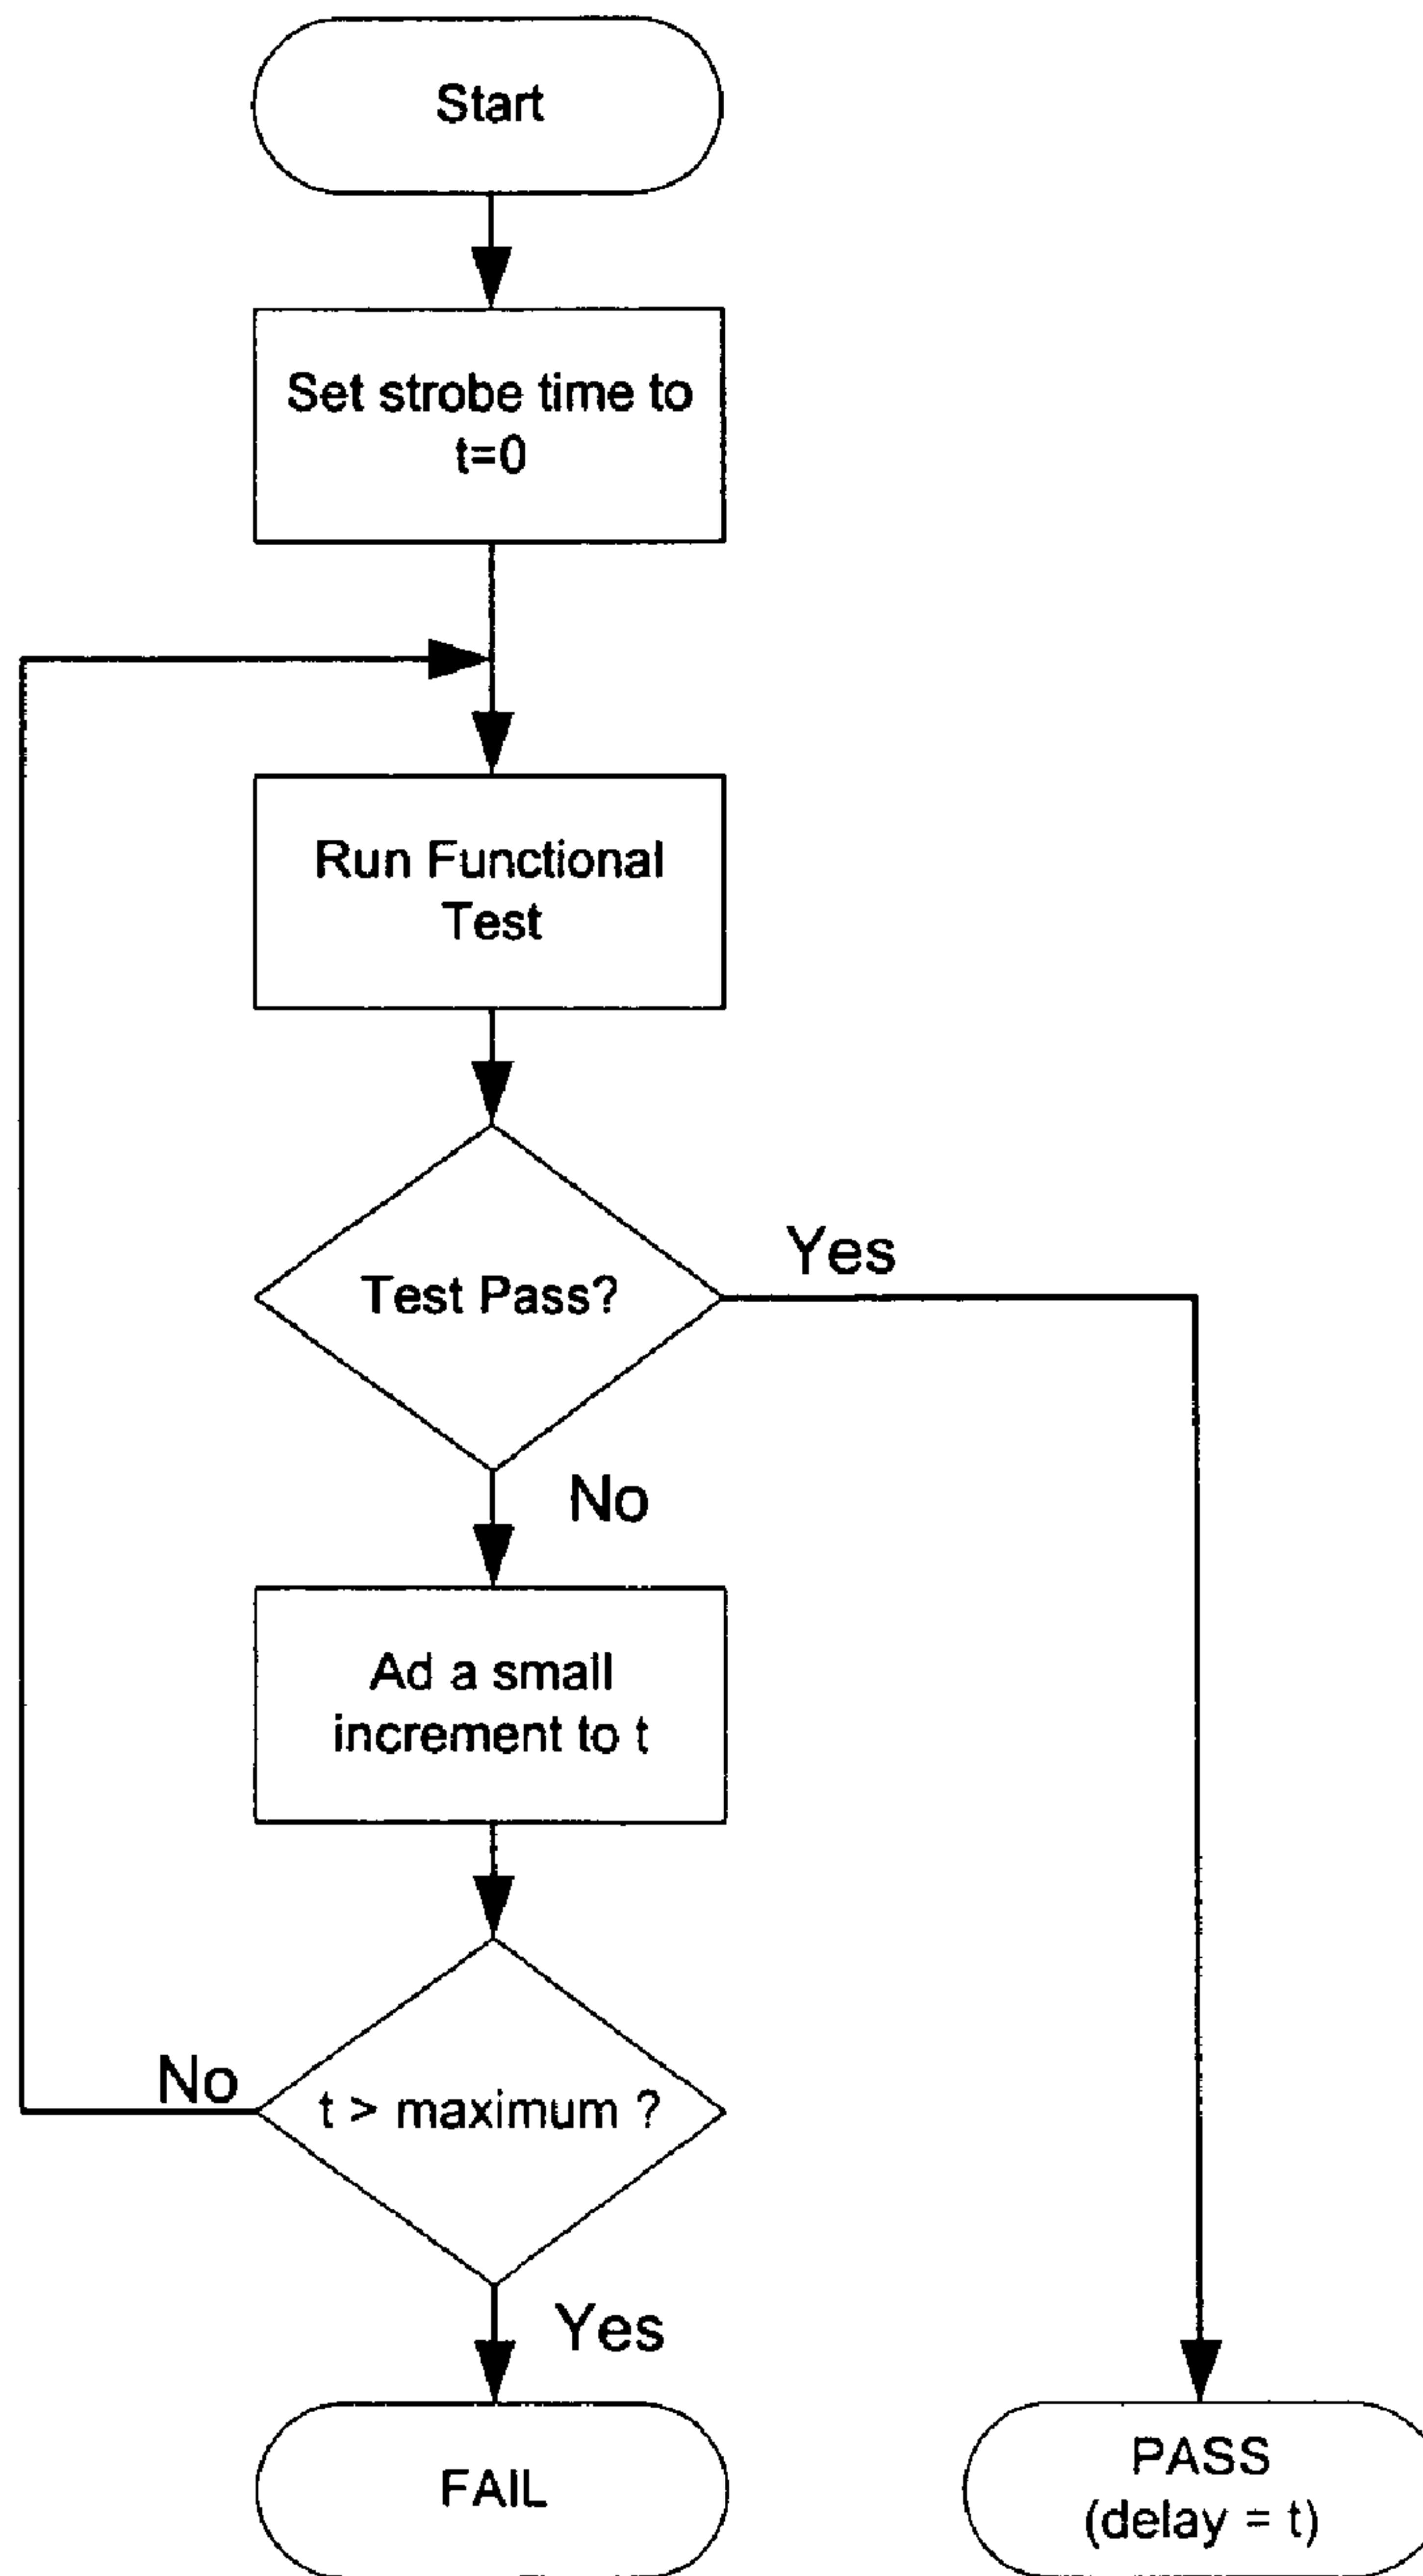 Start
Set strobe time to
t=0
Run Functional
Test
Test Pass?
Yes
No
Ad a small
increment to t
No
t > maximum ?
Yes
FAIL
PASS
(delay = t)